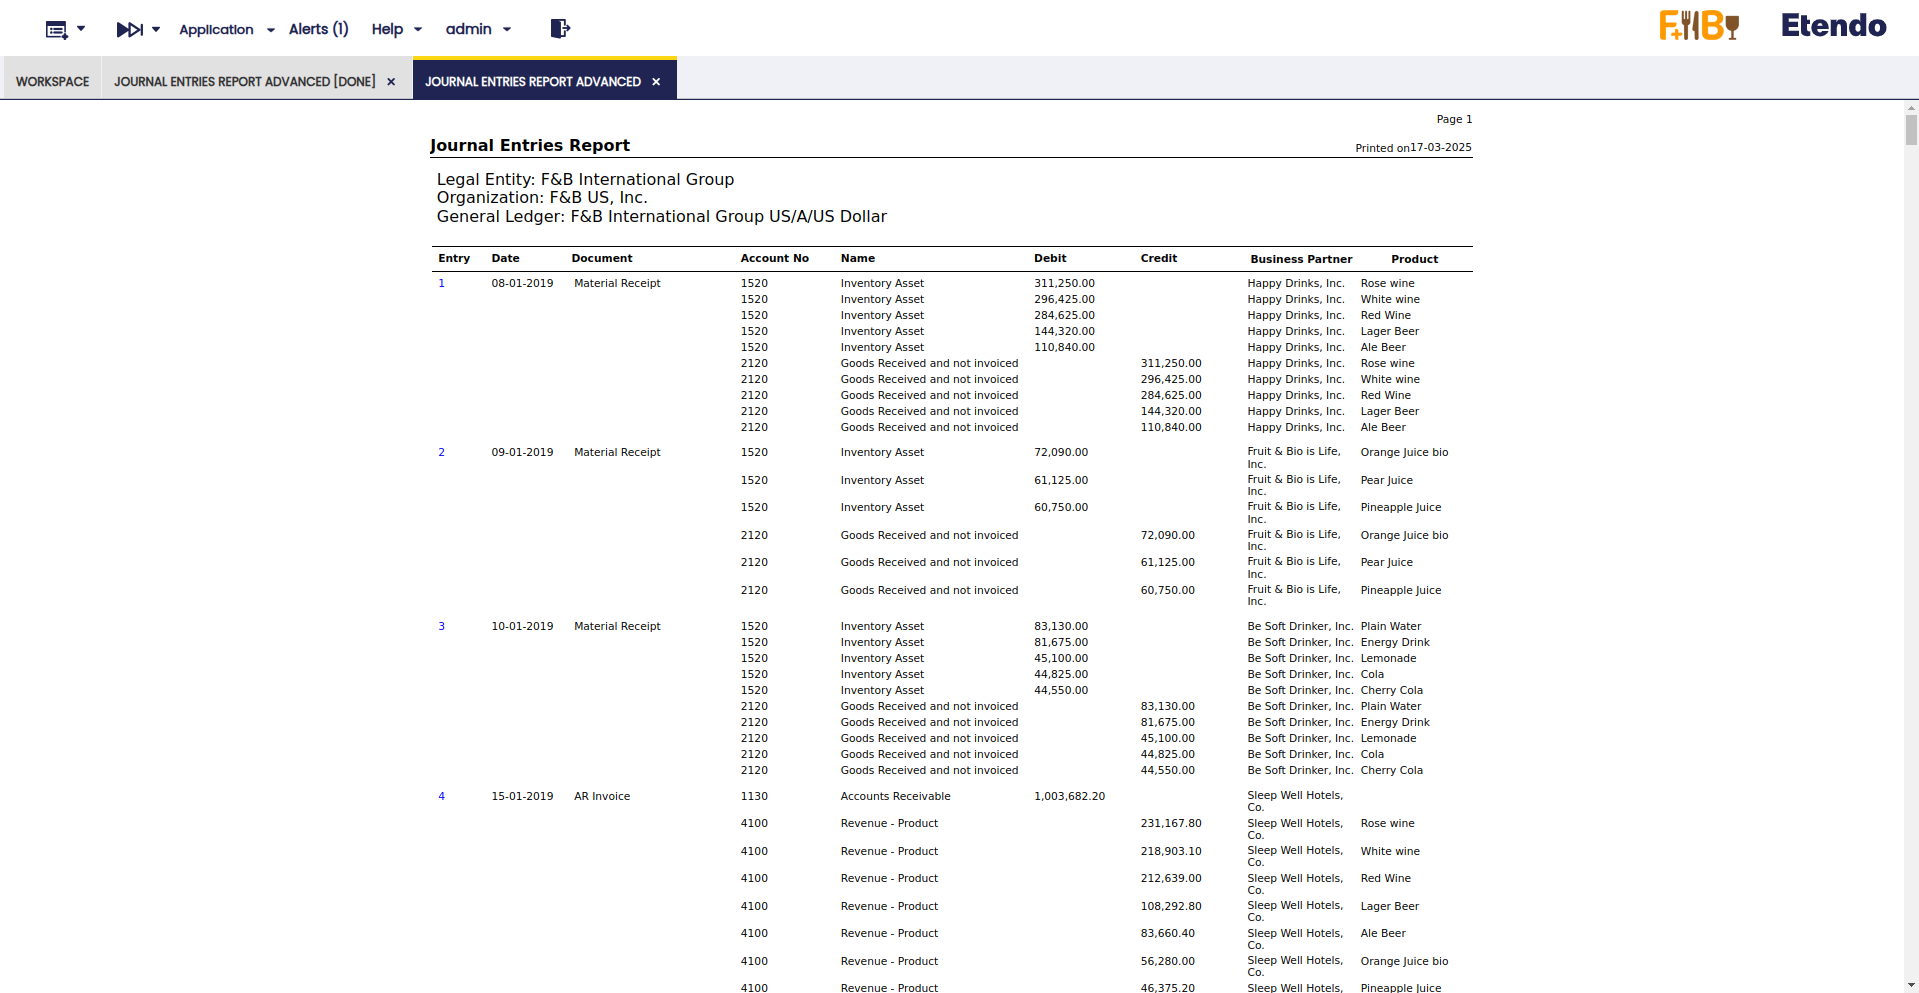 Application Alerts (1) Help admin F&B Etendo
WORKSPACE JOURNAL ENTRIES REPORT ADVANCED [DONE] × JOURNAL ENTRIES REPORT ADVANCED ×
Page 1
Journal Entries Report Printed on17-03-2025
Legal Entity: F&B International Group
Organization: F&B US, Inc.
General Ledger: F&B International Group US/A/US Dollar
Entry Date Document Account No Name Debit Credit Business Partner Product
1 08-01-2019 Material Receipt 1520 Inventory Asset 311,250.00 Happy Drinks, Inc. Rose wine
1520 Inventory Asset 296,425.00 Happy Drinks, Inc. White wine
1520 Inventory Asset 284,625.00 Happy Drinks, Inc. Red Wine
1520 Inventory Asset 144,320.00 Happy Drinks, Inc. Lager Beer
1520 Inventory Asset 110,840.00 Happy Drinks, Inc. Ale Beer
2120 Goods Received and not invoiced 311,250.00 Happy Drinks, Inc. Rose wine
2120 Goods Received and not invoiced 296,425.00 Happy Drinks, Inc. White wine
2120 Goods Received and not invoiced 284,625.00 Happy Drinks, Inc. Red Wine
2120 Goods Received and not invoiced 144,320.00 Happy Drinks, Inc. Lager Beer
2120 Goods Received and not invoiced 110,840.00 Happy Drinks, Inc. Ale Beer
2 09-01-2019 Material Receipt 1520 Inventory Asset 72,090.00 Fruit & Bio is Life, Orange Juice bio
Inc.
1520 Inventory Asset 61,125.00 Fruit & Bio is Life, Pear Juice
Inc.
1520 Inventory Asset 60,750.00 Fruit & Bio is Life, Pineapple Juice
Inc.
2120 Goods Received and not invoiced 72,090.00 Fruit & Bio is Life, Orange Juice bio
Inc.
2120 Goods Received and not invoiced 61,125.00 Fruit & Bio is Life, Pear Juice
Inc.
2120 Goods Received and not invoiced 60,750.00 Fruit & Bio is Life, Pineapple Juice
Inc.
3 10-01-2019 Material Receipt 1520 Inventory Asset 83,130.00 Be Soft Drinker, Inc. Plain Water
1520 Inventory Asset 81,675.00 Be Soft Drinker, Inc. Energy Drink
1520 Inventory Asset 45,100.00 Be Soft Drinker, Inc. Lemonade
1520 Inventory Asset 44,825.00 Be Soft Drinker, Inc. Cola
1520 Inventory Asset 44,550.00 Be Soft Drinker, Inc. Cherry Cola
2120 Goods Received and not invoiced 83,130.00 Be Soft Drinker, Inc. Plain Water
2120 Goods Received and not invoiced 81,675.00 Be Soft Drinker, Inc. Energy Drink
2120 Goods Received and not invoiced 45,100.00 Be Soft Drinker, Inc. Lemonade
2120 Goods Received and not invoiced 44,825.00 Be Soft Drinker, Inc. Cola
2120 Goods Received and not invoiced 44,550.00 Be Soft Drinker, Inc. Cherry Cola
4 15-01-2019 AR Invoice 1130 Accounts Receivable 1,003,682.20 Sleep Well Hotels,
Co.
4100 Revenue - Product 231,167.80 Sleep Well Hotels, Rose wine
Co.
4100 Revenue - Product 218,903.10 Sleep Well Hotels, White wine
Co.
4100 Revenue - Product 212,639.00 Sleep Well Hotels, Red Wine
Co.
4100 Revenue - Product 108,292.80 Sleep Well Hotels, Lager Beer
Co.
4100 Revenue - Product 83,660.40 Sleep Well Hotels, Ale Beer
Co.
4100 Revenue - Product 56,280.00 Sleep Well Hotels, Orange Juice bio
Co.
4100 Revenue - Product 46,375.20 Sleep Well Hotels, Pineapple Juice